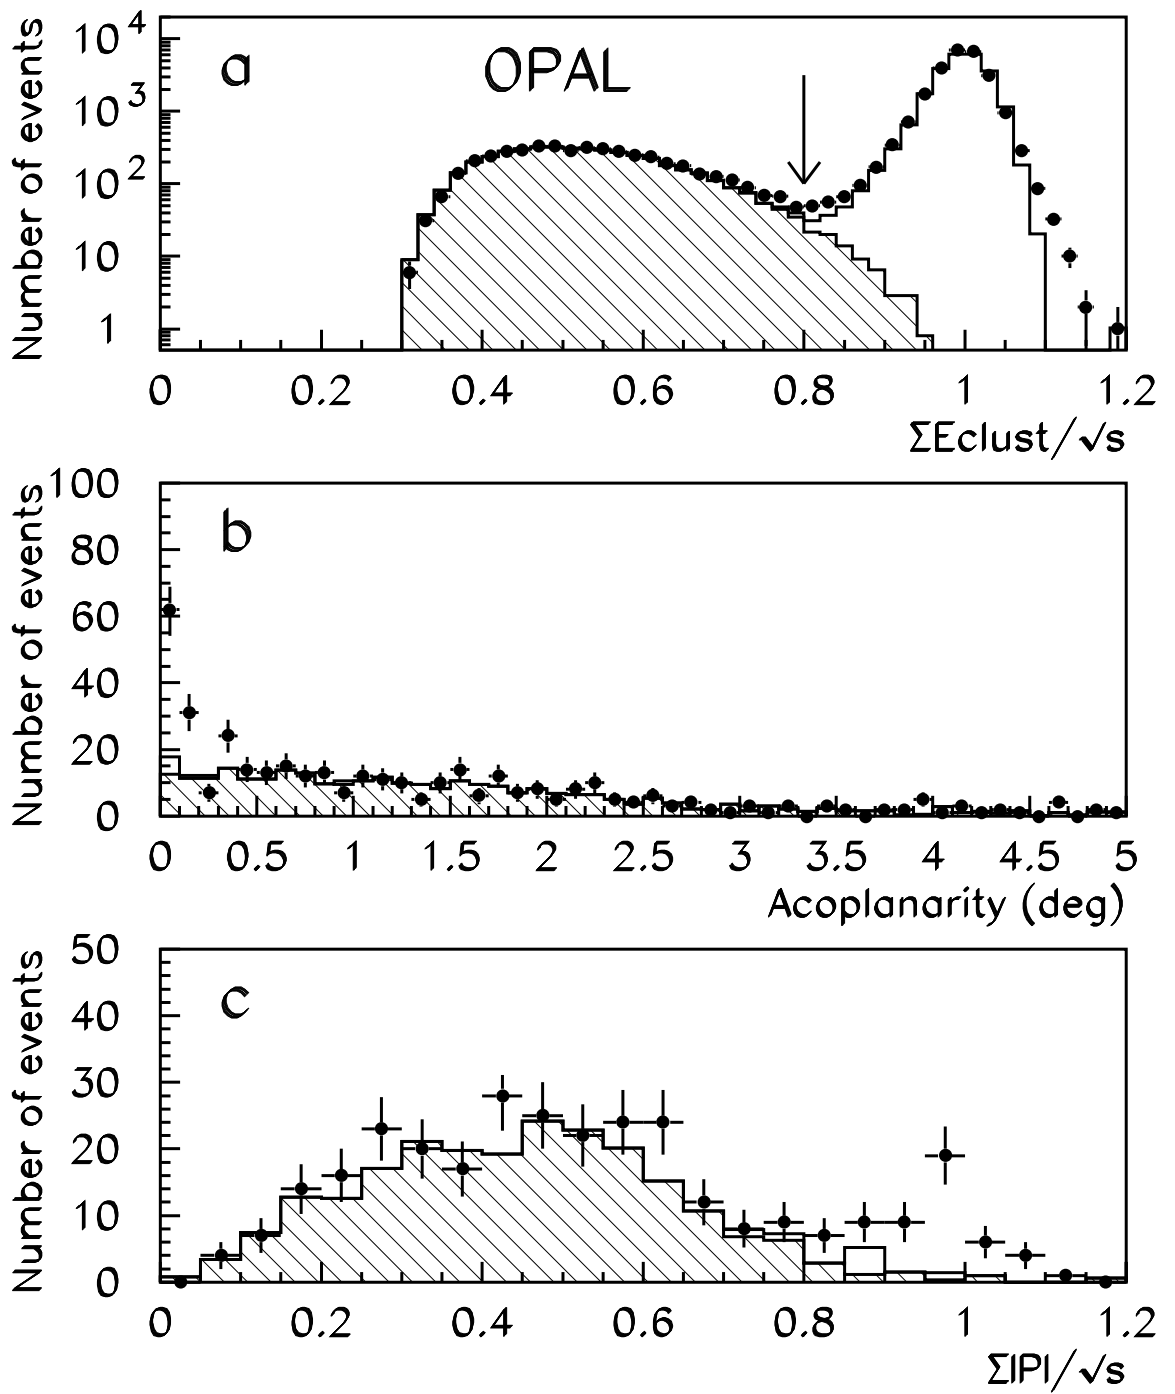 Number of events
10^4
10^3
10^2
10
1
a
OPAL
0 0.2 0.4 0.6 0.8 1 1.2
ΣEclust/√s
Number of events
100
80
60
40
20
0
b
0 0.5 1 1.5 2 2.5 3 3.5 4 4.5 5
Acoplanarity (deg)
Number of events
50
40
30
20
10
0
c
0 0.2 0.4 0.6 0.8 1 1.2
Σ|P|/√s